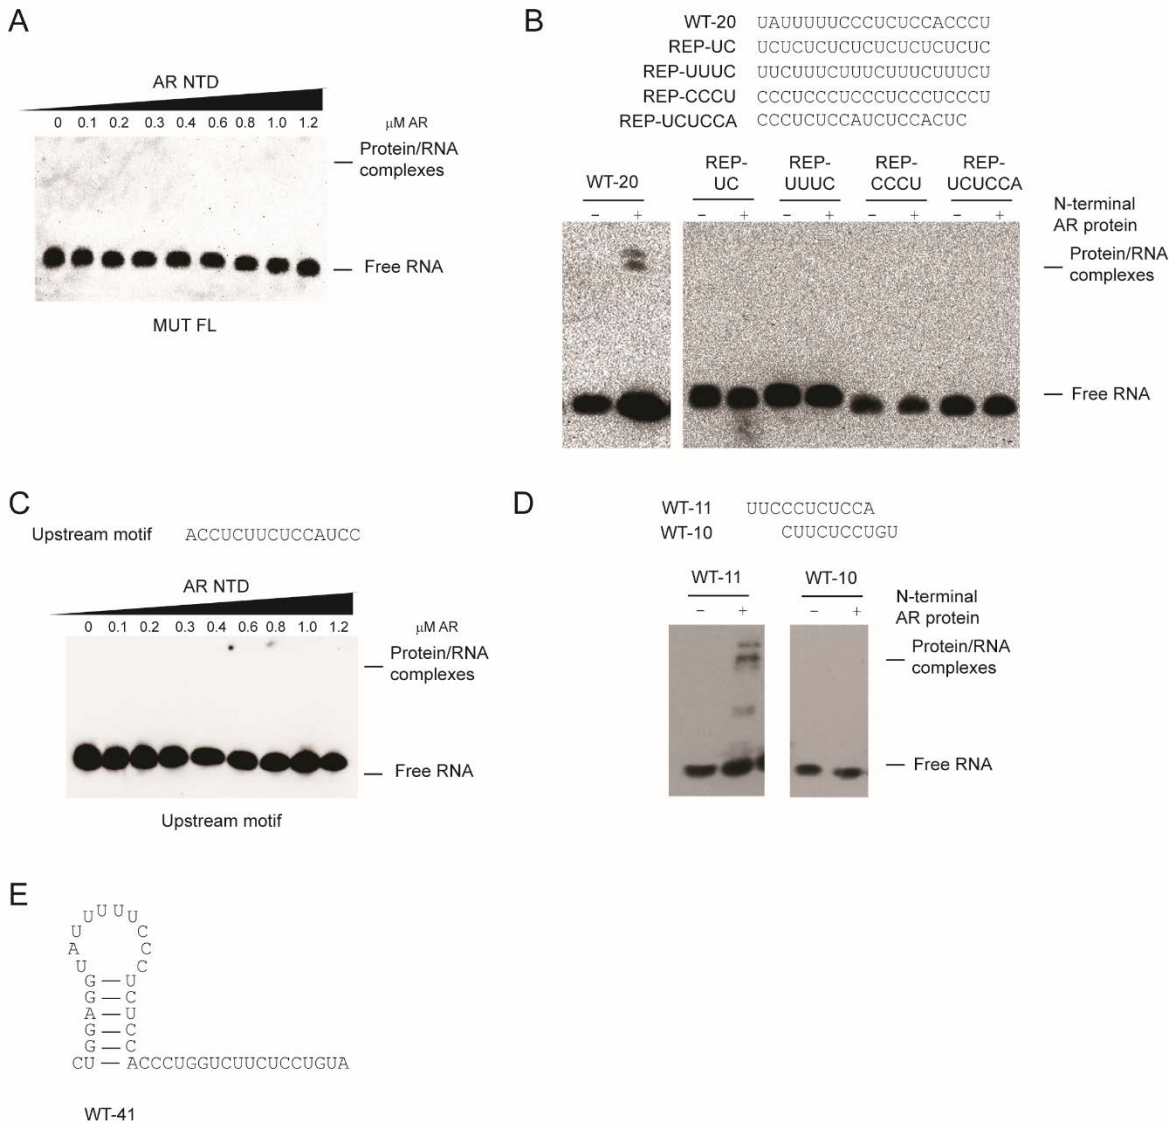 A
AR NTD
0 0.1 0.2 0.3 0.4 0.6 0.8 1.0 1.2 μM AR
Protein/RNA
complexes
Free RNA
MUT FL
B
WT-20 UAUUUUUCCCUCUCCACCCU
REP-UC UCUCUCUCUCUCUCUCUCUC
REP-UUUC UUCUUUCUUUCUUUCUUUCU
REP-CCCU CCCUCCCUCCCUCCCUCCCU
REP-UCUCCA CCCUCUCCAUCUCCACUC
WT-20 REP-UC REP-UUUC REP-CCCU REP-UCUCCA
− + − + − + − + − +
N-terminal
AR protein
Protein/RNA
complexes
Free RNA
C
Upstream motif ACCUCUUCUCCAUCC
AR NTD
0 0.1 0.2 0.3 0.4 0.6 0.8 1.0 1.2 μM AR
Protein/RNA
complexes
Free RNA
Upstream motif
D
WT-11 UUCCCUCUCCA
WT-10 CUUCUCCUGU
WT-11 WT-10
− + − +
N-terminal
AR protein
Protein/RNA
complexes
Free RNA
E
U U U
U U
U C
A C
U C
G — U
G — C
A — U
G — C
G — C
CU — ACCCUGGUCUUCUCCUGUA
WT-41